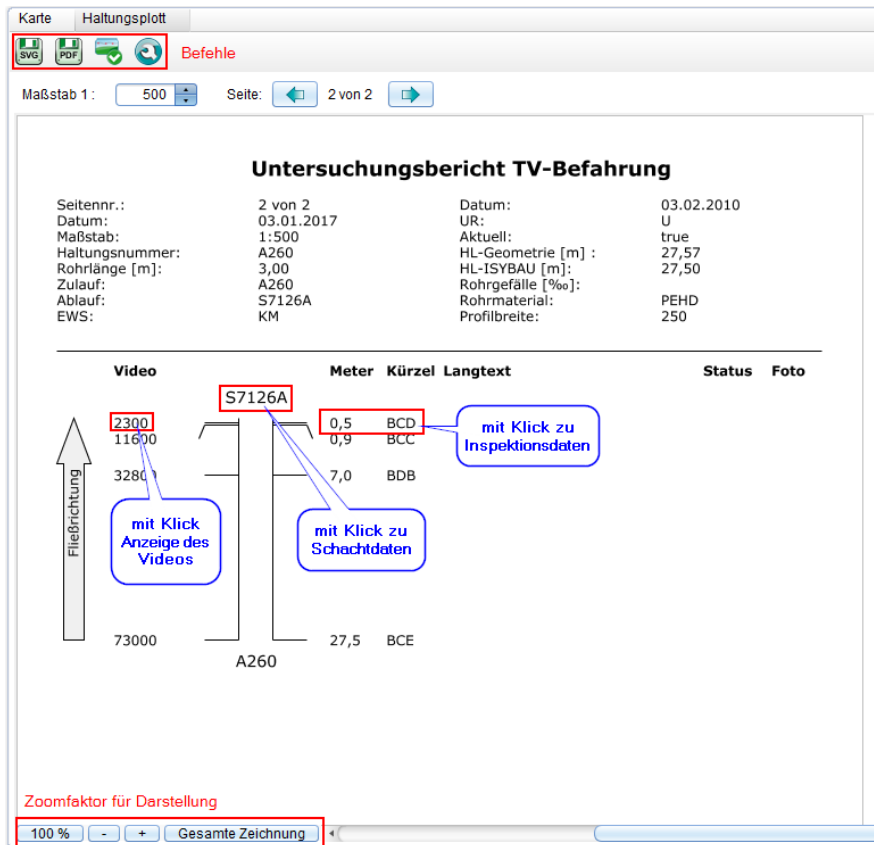 Karte Haltungsplott
SVG PDF Befehle
Maßstab 1 : 500 Seite: 2 von 2
Untersuchungsbericht TV-Befahrung
Seitennr.: 2 von 2 Datum: 03.02.2010
Datum: 03.01.2017 UR: U
Maßstab: 1:500 Aktuell: true
Haltungsnummer: A260 HL-Geometrie [m] : 27,57
Rohrlänge [m]: 3,00 HL-ISYBAU [m]: 27,50
Zulauf: A260 Rohrgefälle [‰]:
Ablauf: S7126A Rohrmaterial: PEHD
EWS: KM Profilbreite: 250
Video Meter Kürzel Langtext Status Foto
S7126A
2300 0,5 BCD
11600 0,9 BCC
mit Klick zu
Inspektionsdaten
32800 7,0 BDB
Fließrichtung
mit Klick
Anzeige des
Videos
mit Klick zu
Schachtdaten
73000 27,5 BCE
A260
Zoomfaktor für Darstellung
100 % - + Gesamte Zeichnung